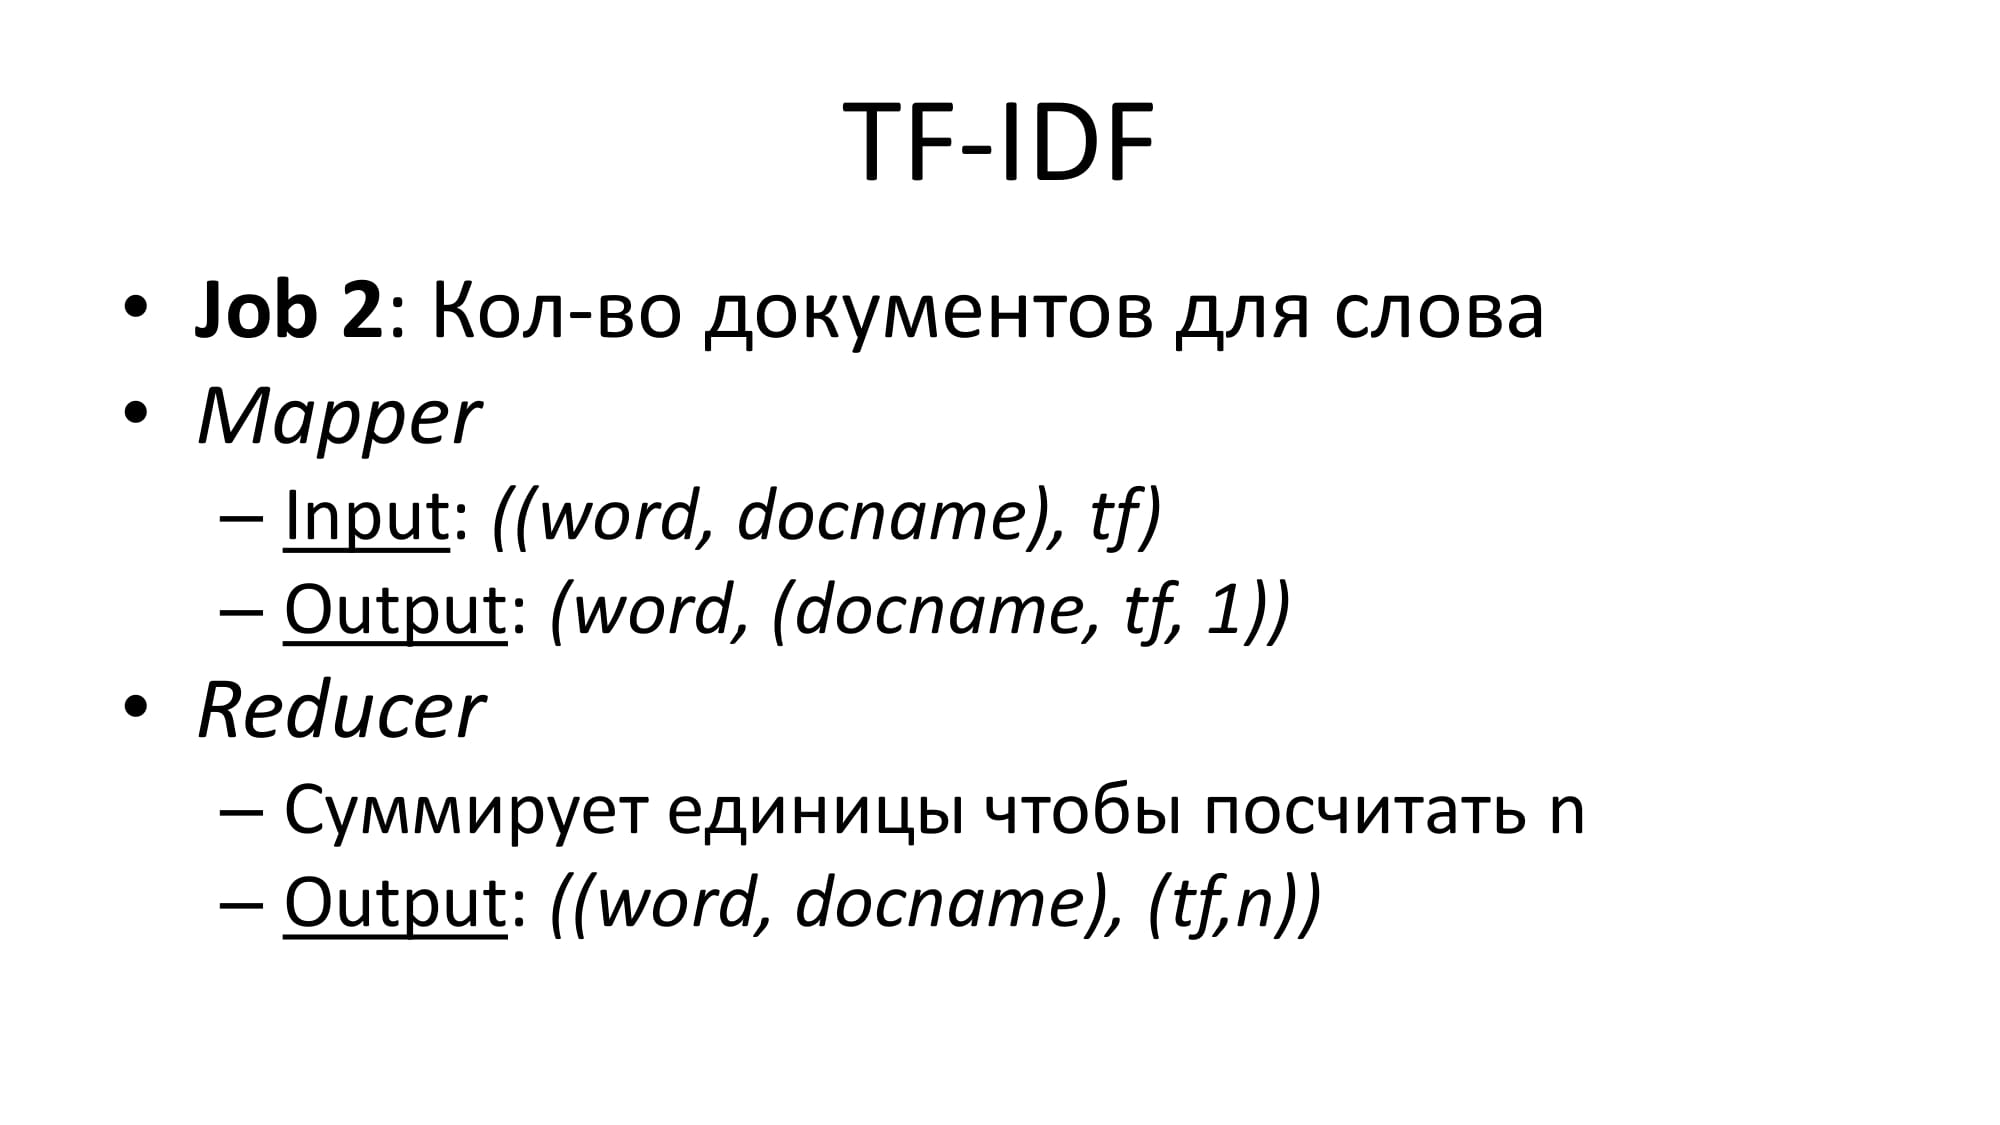 TF-IDF
• Job 2: Кол-во документов для слова
• Mapper
– Input: ((word, docname), tf)
– Output: (word, (docname, tf, 1))
• Reducer
– Суммирует единицы чтобы посчитать n
– Output: ((word, docname), (tf,n))